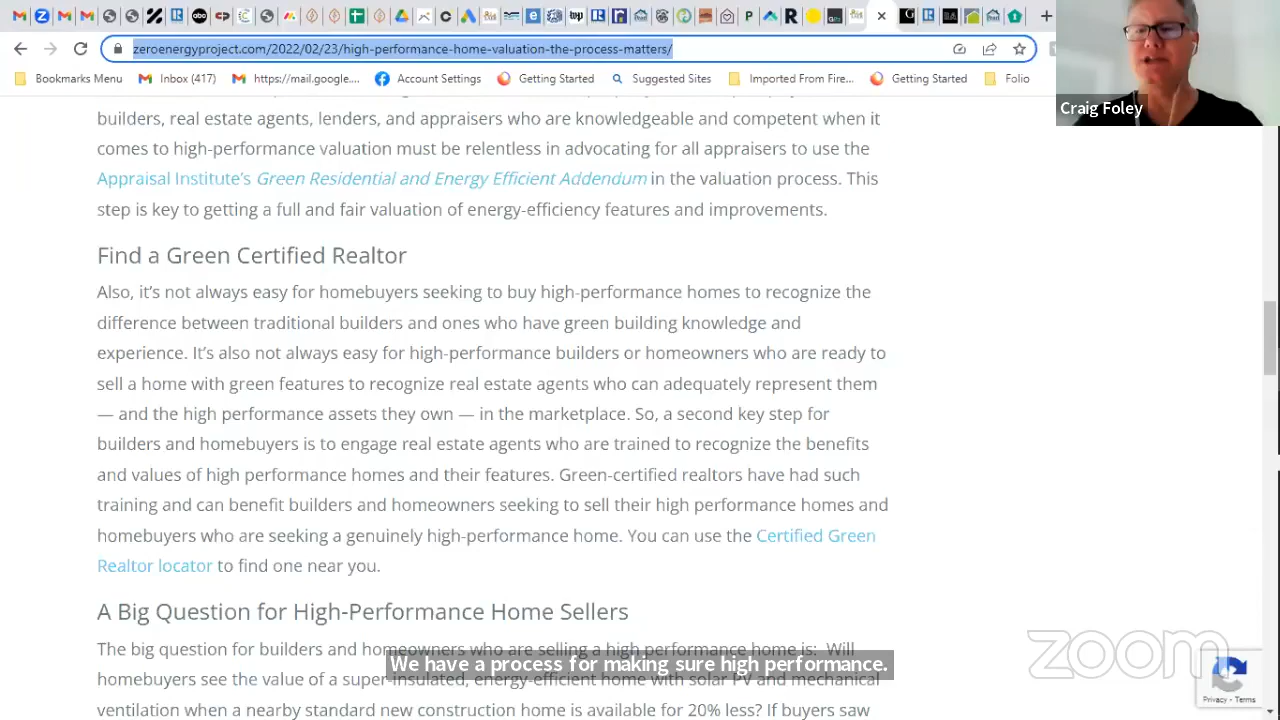 zeroenergyproject.com/2022/02/23/high-performance-home-valuation-the-process-matters/
Bookmarks Menu
Inbox (417)
https://mail.google....
Account Settings
Getting Started
Suggested Sites
Imported From Fire...
Getting Started
Folio
Craig Foley
builders, real estate agents, lenders, and appraisers who are knowledgeable and competent when it
comes to high-performance valuation must be relentless in advocating for all appraisers to use the
Appraisal Institute's Green Residential and Energy Efficient Addendum in the valuation process. This
step is key to getting a full and fair valuation of energy-efficiency features and improvements.
Find a Green Certified Realtor
Also, it's not always easy for homebuyers seeking to buy high-performance homes to recognize the
difference between traditional builders and ones who have green building knowledge and
experience. It's also not always easy for high-performance builders or homeowners who are ready to
sell a home with green features to recognize real estate agents who can adequately represent them
— and the high performance assets they own — in the marketplace. So, a second key step for
builders and homebuyers is to engage real estate agents who are trained to recognize the benefits
and values of high performance homes and their features. Green-certified realtors have had such
training and can benefit builders and homeowners seeking to sell their high performance homes and
homebuyers who are seeking a genuinely high-performance home. You can use the Certified Green
Realtor locator to find one near you.
A Big Question for High-Performance Home Sellers
The big question for builders and homeowners who are selling a high performance home is: Will
We have a process for making sure high performance.
homebuyers see the value of a super-insulated, energy-efficient home with solar PV and mechanical
ventilation when a nearby standard new construction home is available for 20% less? If buyers saw
zoom
Privacy - Terms